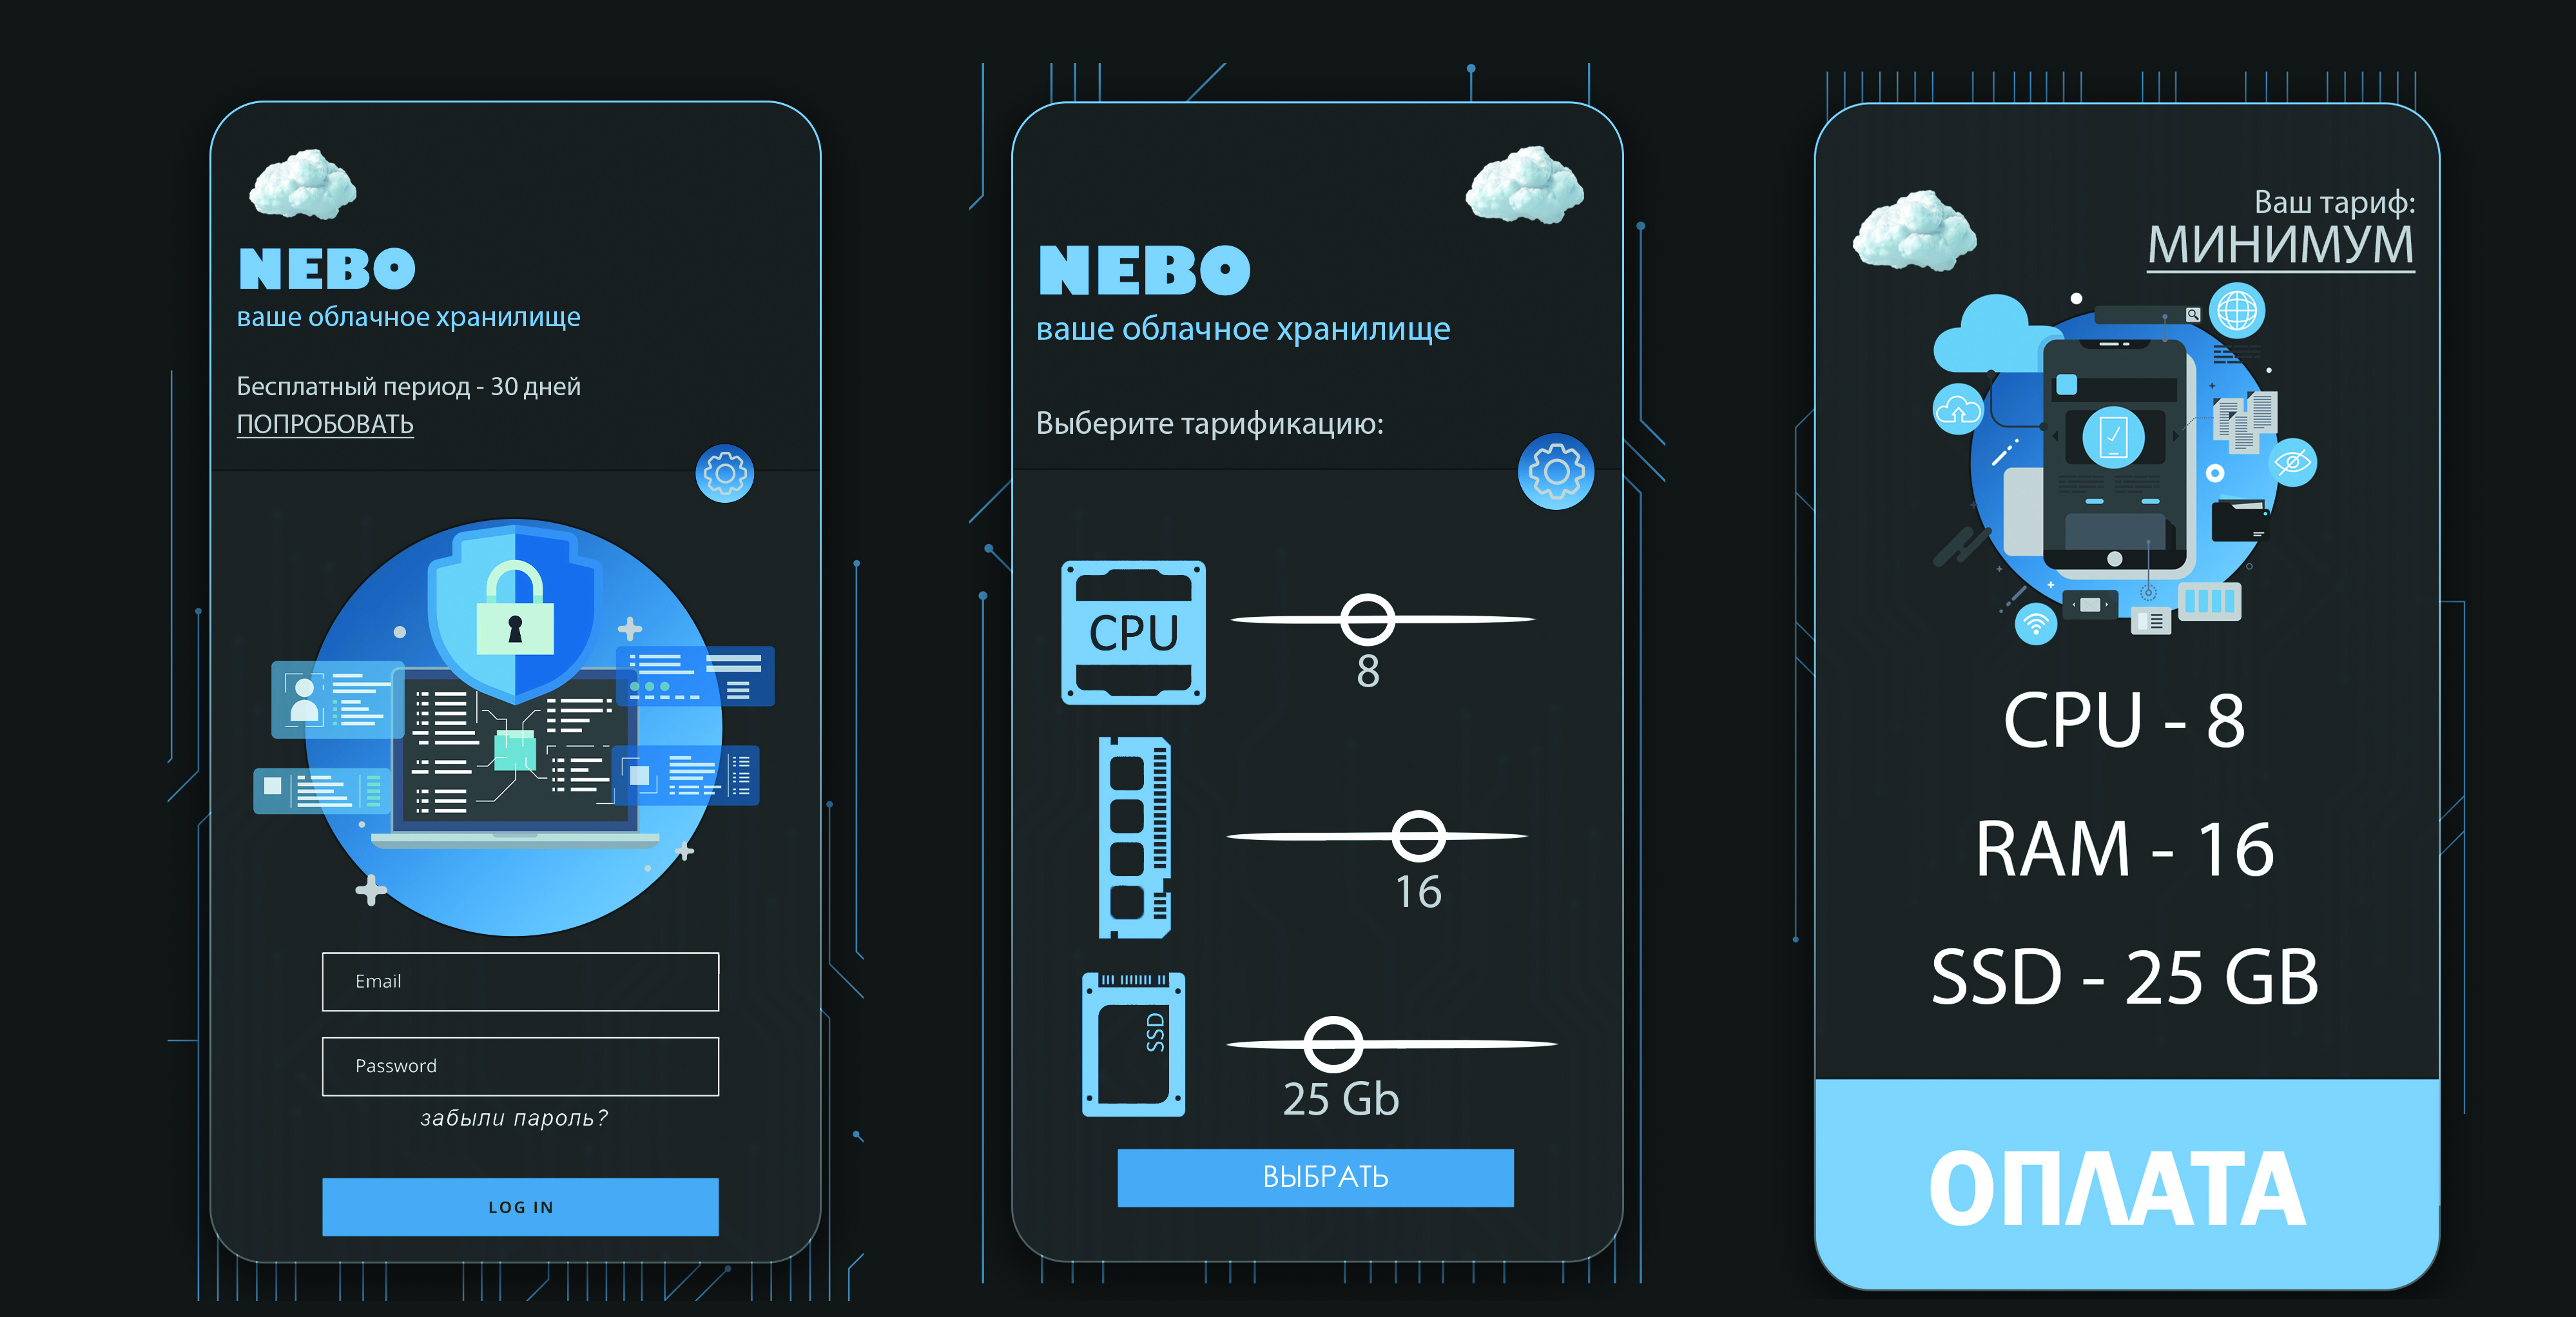 NEBO
ваше облачное хранилище
Бесплатный период - 30 дней
ПОПРОБОВАТЬ
Email
Password
забыли пароль?
LOG IN
NEBO
ваше облачное хранилище
Выберите тарификацию:
CPU
8
16
SSD
25 Gb
ВЫБРАТЬ
Ваш тариф:
МИНИМУМ
CPU - 8
RAM - 16
SSD - 25 GB
ОПЛАТА